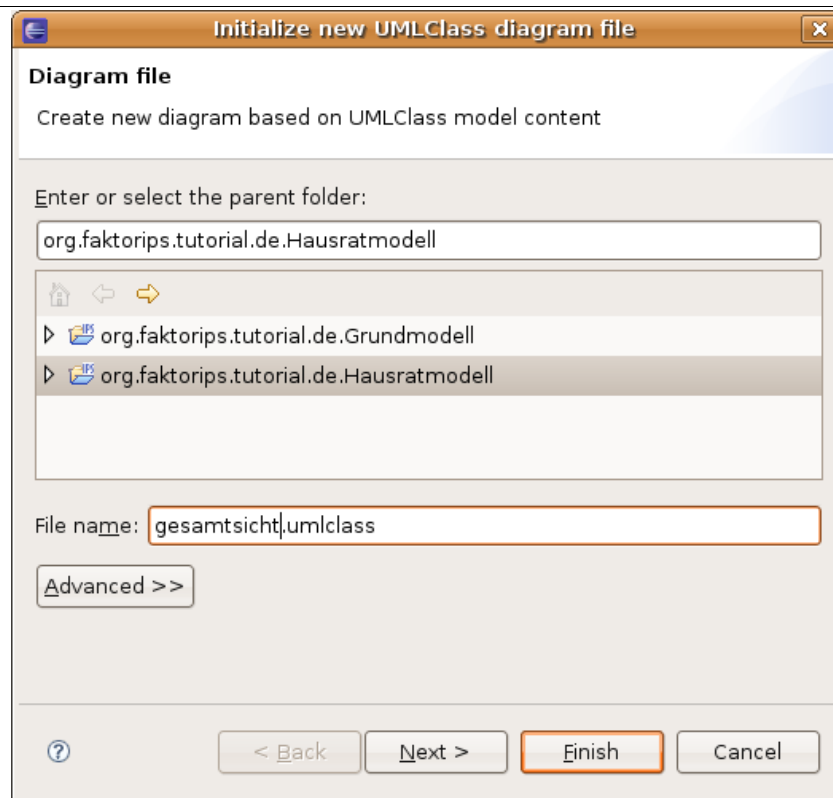 Initialize new UMLClass diagram file
Diagram file
Create new diagram based on UMLClass model content
Enter or select the parent folder:
org.faktorips.tutorial.de.Hausratmodell
IPS org.faktorips.tutorial.de.Grundmodell
IPS org.faktorips.tutorial.de.Hausratmodell
File name: gesamtsicht.umlclass
Advanced >>
? < Back Next > Finish Cancel